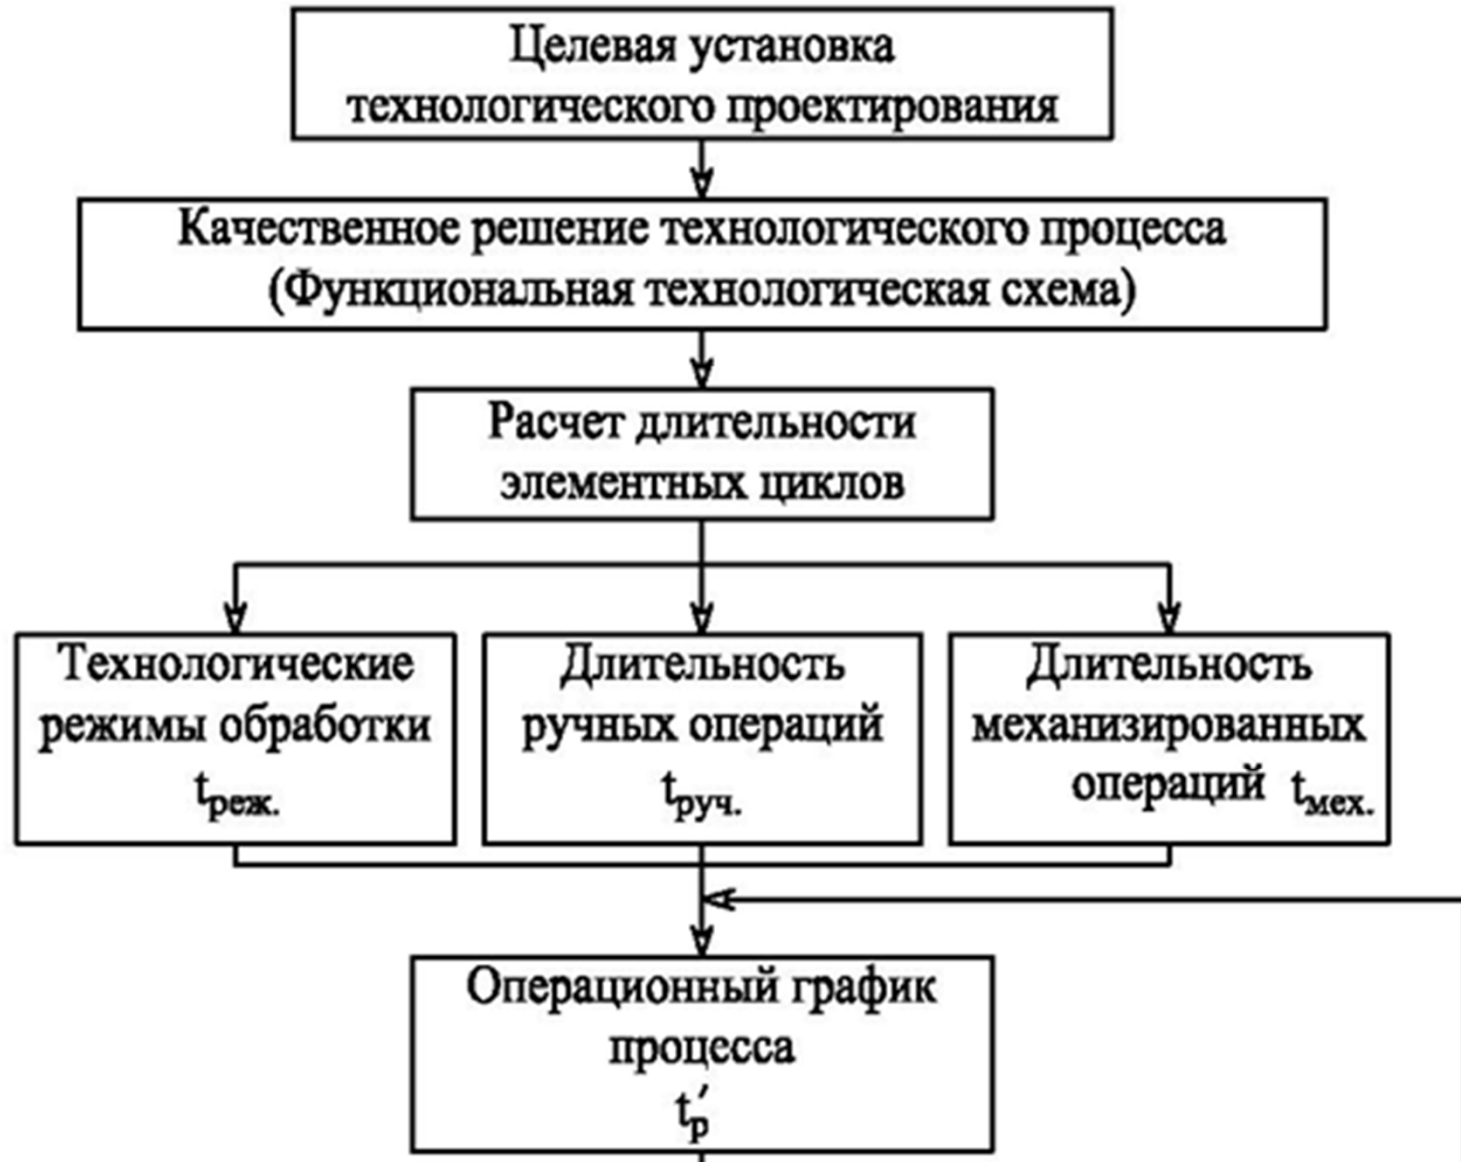 Целевая установка
технологического проектирования
Качественное решение технологического процесса
(Функциональная технологическая схема)
Расчет длительности
элементных циклов
Технологические
режимы обработки
tреж.
Длительность
ручных операций
tруч.
Длительность
механизированных
операций tмех.
Операционный график
процесса
tр′